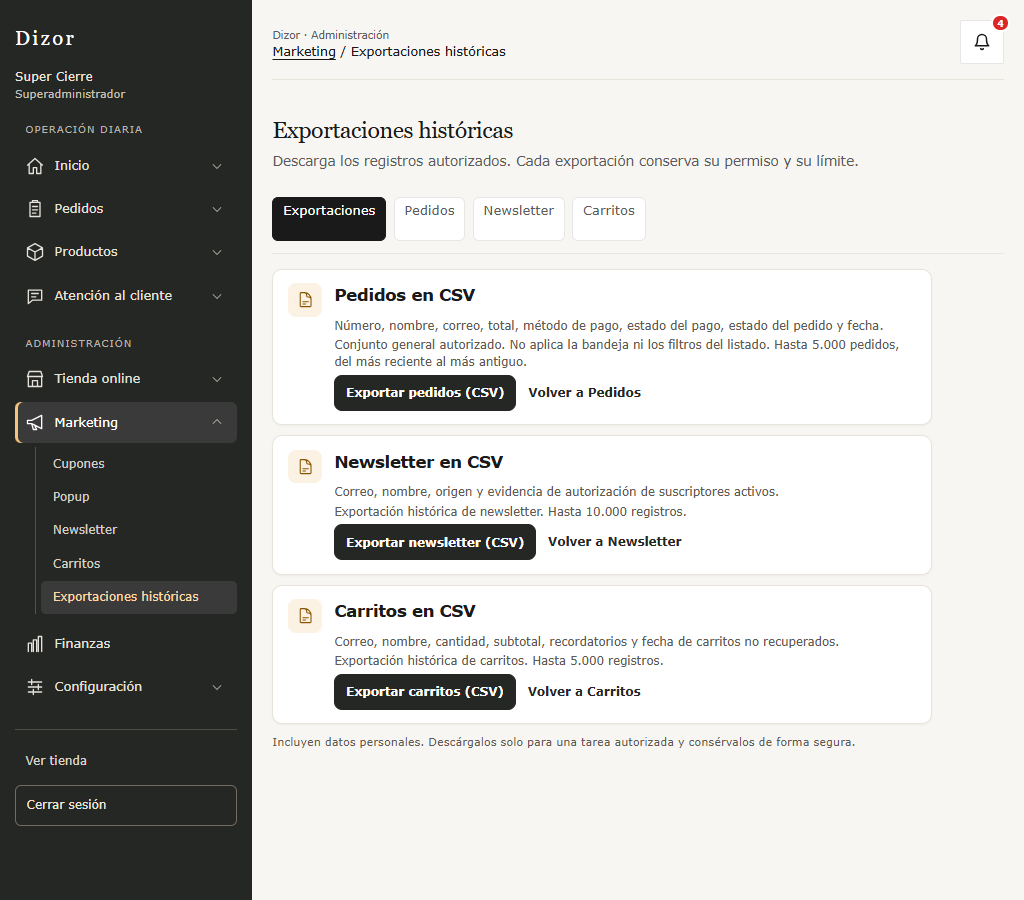 Dizor
Super Cierre
Superadministrador
OPERACIÓN DIARIA
Inicio
Pedidos
Productos
Atención al cliente
ADMINISTRACIÓN
Tienda online
Marketing
Cupones
Popup
Newsletter
Carritos
Exportaciones históricas
Finanzas
Configuración
Ver tienda
Cerrar sesión
Dizor · Administración
Marketing / Exportaciones históricas
4
Exportaciones históricas
Descarga los registros autorizados. Cada exportación conserva su permiso y su límite.
Exportaciones Pedidos Newsletter Carritos
Pedidos en CSV
Número, nombre, correo, total, método de pago, estado del pago, estado del pedido y fecha.
Conjunto general autorizado. No aplica la bandeja ni los filtros del listado. Hasta 5.000 pedidos,
del más reciente al más antiguo.
Exportar pedidos (CSV) Volver a Pedidos
Newsletter en CSV
Correo, nombre, origen y evidencia de autorización de suscriptores activos.
Exportación histórica de newsletter. Hasta 10.000 registros.
Exportar newsletter (CSV) Volver a Newsletter
Carritos en CSV
Correo, nombre, cantidad, subtotal, recordatorios y fecha de carritos no recuperados.
Exportación histórica de carritos. Hasta 5.000 registros.
Exportar carritos (CSV) Volver a Carritos
Incluyen datos personales. Descárgalos solo para una tarea autorizada y consérvalos de forma segura.